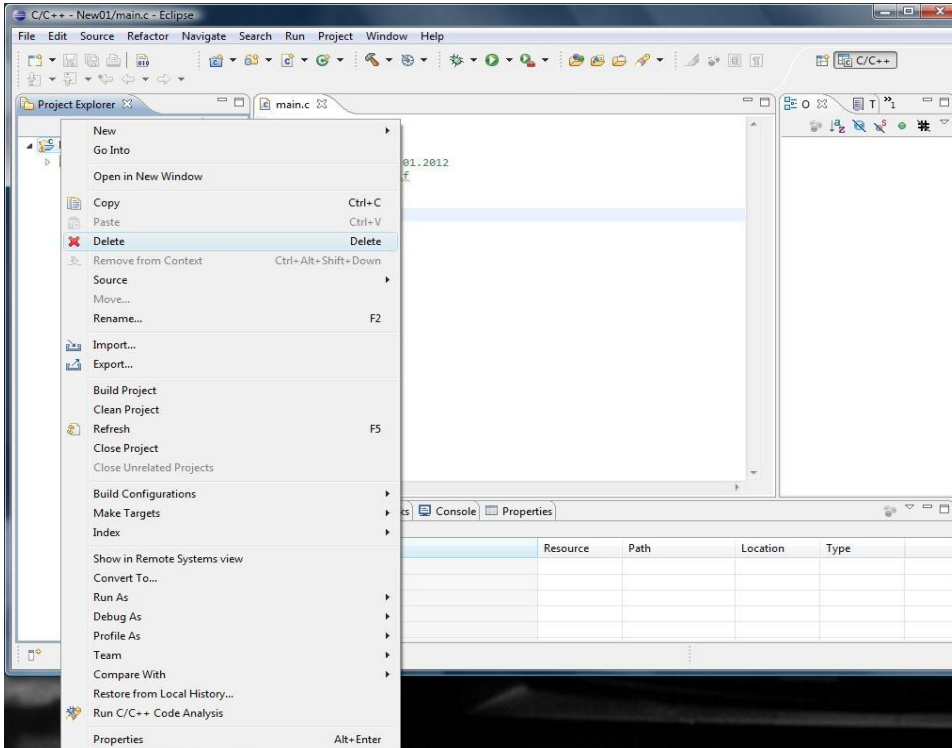 C/C++ - New01/main.c - Eclipse
File Edit Source Refactor Navigate Search Run Project Window Help
C/C++
Project Explorer
main.c
O
T
»1
New
Go Into
01.2012
Open in New Window
f
Copy Ctrl+C
Paste Ctrl+V
Delete Delete
Remove from Context Ctrl+Alt+Shift+Down
Source
Move...
Rename... F2
Import...
Export...
Build Project
Clean Project
Refresh F5
Close Project
Close Unrelated Projects
Build Configurations
Make Targets
ks Console Properties
Index
Resource Path Location Type
Show in Remote Systems view
Convert To...
Run As
Debug As
Profile As
Team
Compare With
Restore from Local History...
Run C/C++ Code Analysis
Properties Alt+Enter